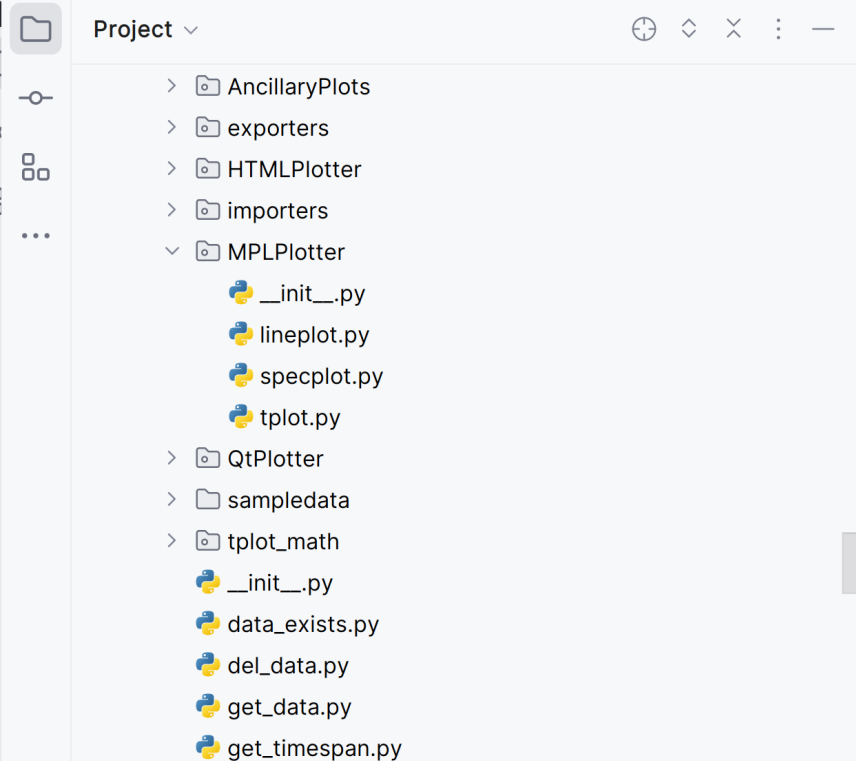 Project
AncillaryPlots
exporters
HTMLPlotter
importers
MPLPlotter
__init__.py
lineplot.py
specplot.py
tplot.py
QtPlotter
sampledata
tplot_math
__init__.py
data_exists.py
del_data.py
get_data.py
get_timespan.py